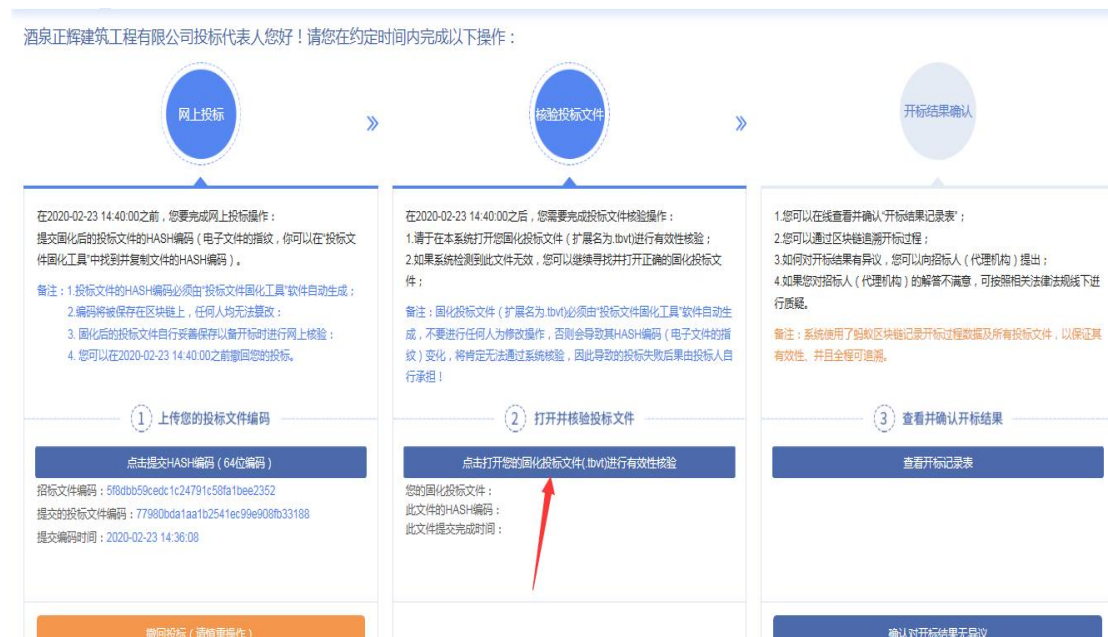 酒泉正辉建筑工程有限公司投标代表人您好！请您在约定时间内完成以下操作：
网上投标
»
核验投标文件
»
开标结果确认
在2020-02-23 14:40:00之前，您要完成网上投标操作：
提交固化后的投标文件的HASH编码（电子文件的指纹，你可以在“投标文
件固化工具”中找到并复制文件的HASH编码）。
备注：1.投标文件的HASH编码必须由“投标文件固化工具”软件自动生成；
2.编码将被保存在区块链上，任何人均无法篡改：
3. 固化后的投标文件自行妥善保存以备开标时进行网上核验；
4. 您可以在2020-02-23 14:40:00之前撤回您的投标。
① 上传您的投标文件编码
点击提交HASH编码（64位编码）
招标文件编码：5f8dbb59cedc1c24791c58fa1bee2352
提交的投标文件编码：77980bda1aa1b2541ec99e908fb33188
提交编码时间：2020-02-23 14:36:08
撤回投标（请慎重操作）
在2020-02-23 14:40:00之后，您需要完成投标文件核验操作：
1.请于在本系统打开您固化投标文件（扩展名为.tbvt)进行有效性核验；
2.如果系统检测到此文件无效，您可以继续寻找并打开正确的固化投标文
件；
备注：固化投标文件（扩展名为.tbvt)必须由“投标文件固化工具”软件自动生
成，不要进行任何人为修改操作，否则会导致其HASH编码（电子文件的指
纹）变化，将肯定无法通过系统核验，因此导致的投标失败后果由投标人自
行承担！
② 打开并核验投标文件
点击打开您的固化投标文件(.tbvt)进行有效性核验
您的固化投标文件：
此文件的HASH编码：
此文件提交完成时间：
1.您可以在线查看并确认“开标结果记录表”；
2.您可以通过区块链追溯开标过程；
3.如何对开标结果有异议，您可以向招标人（代理机构）提出；
4.如果您对招标人（代理机构）的解答不满意，可按照相关法律法规线下进
行质疑。
备注：系统使用了蚂蚁区块链记录开标过程数据及所有投标文件，以保证其
有效性、并且全程可追溯。
③ 查看并确认开标结果
查看开标记录表
确认对开标结果无异议